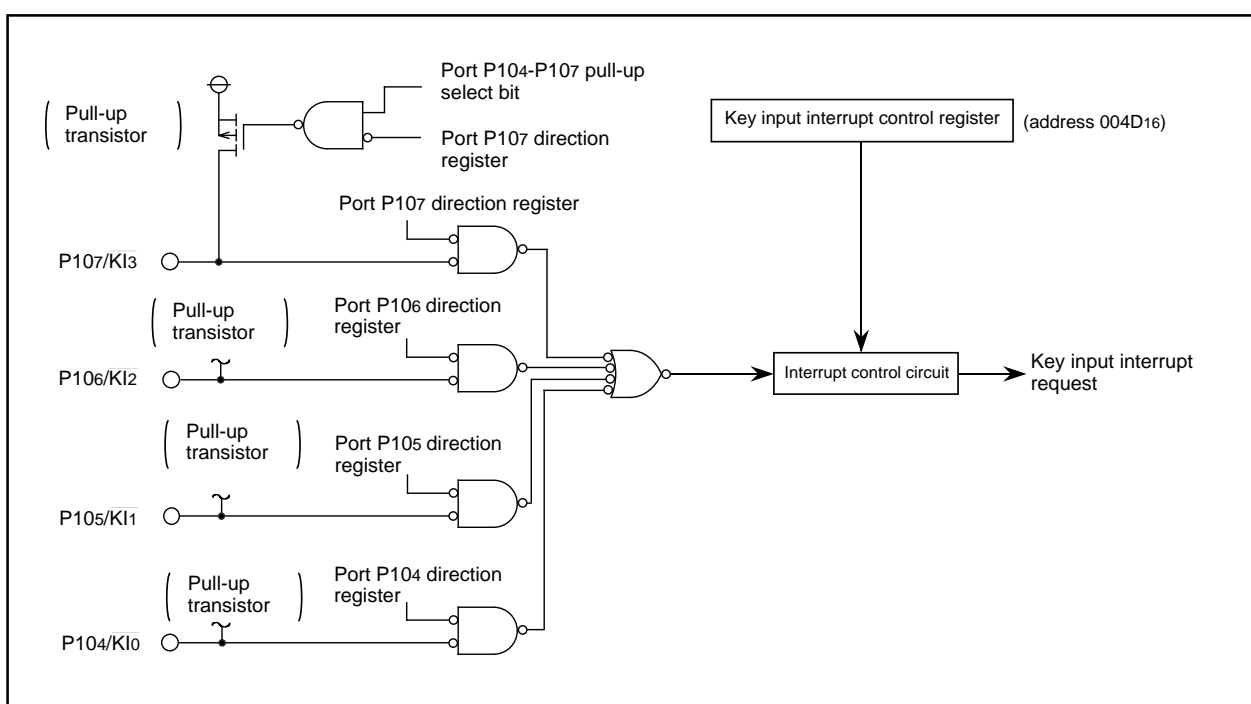 Port P104-P107 pull-up
select bit
( Pull-up
transistor )
Port P107 direction
register
Key input interrupt control register
(address 004D16)
Port P107 direction register
P107/KI3
( Pull-up
transistor )
Port P106 direction
register
P106/KI2
Interrupt control circuit
Key input interrupt
request
( Pull-up
transistor )
Port P105 direction
register
P105/KI1
( Pull-up
transistor )
Port P104 direction
register
P104/KI0